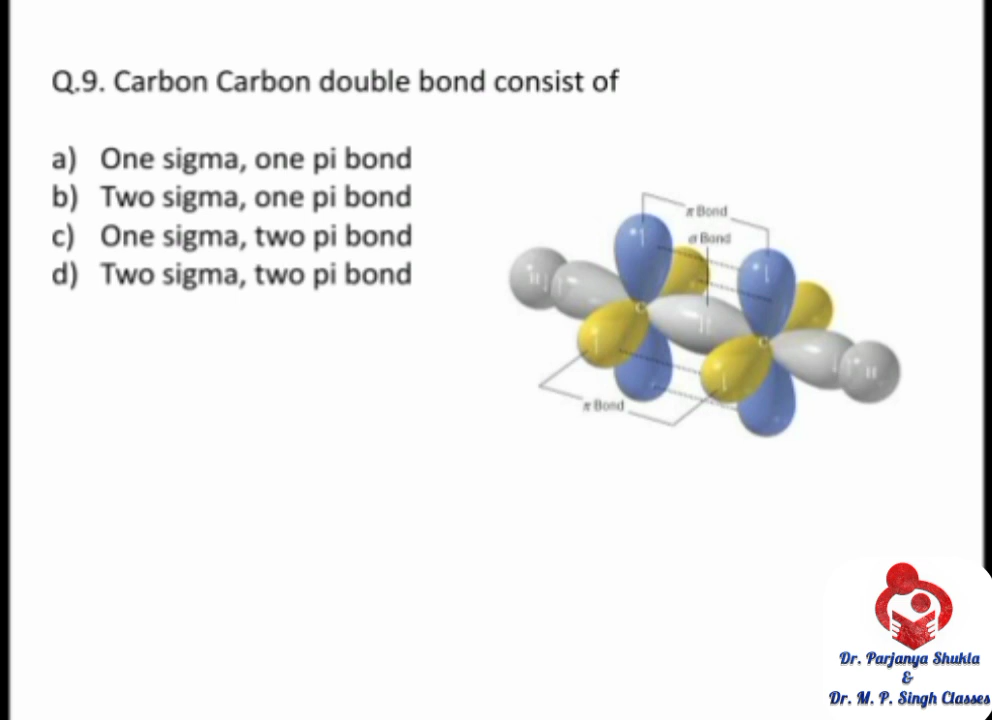 Q.9. Carbon Carbon double bond consist of
a) One sigma, one pi bond
b) Two sigma, one pi bond
c) One sigma, two pi bond
d) Two sigma, two pi bond
π Bond
σ Bond
H
C
C
H
π Bond
Dr. Parjanya Shukla
&
Dr. M. P. Singh Classes